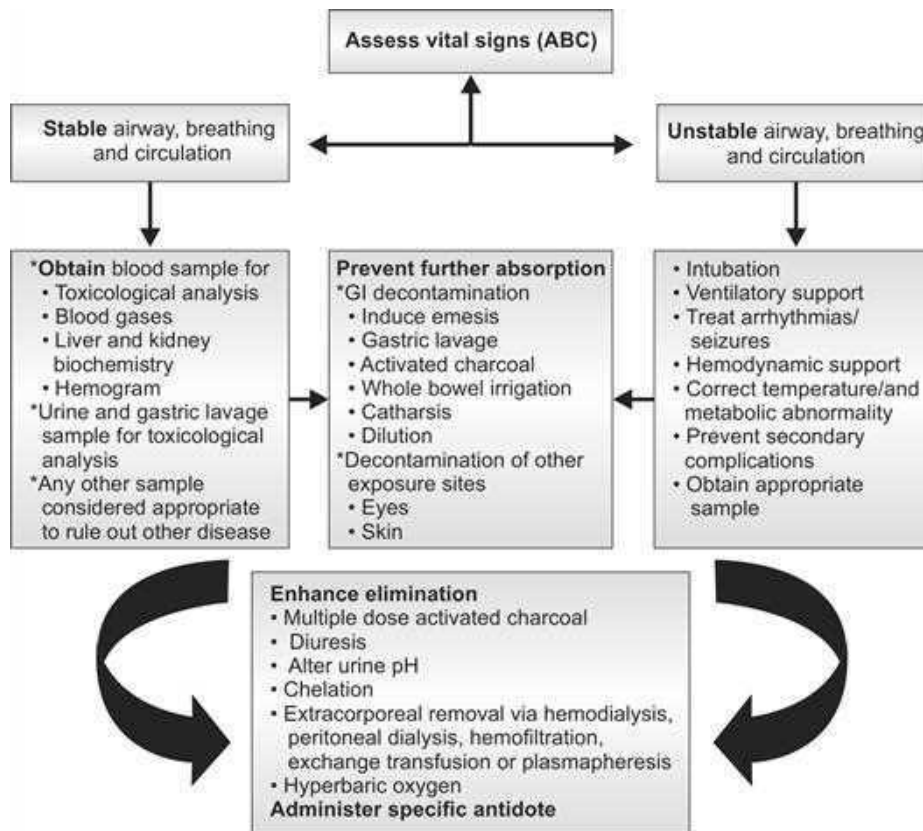 Assess vital signs (ABC)
Stable airway, breathing
and circulation
Unstable airway, breathing
and circulation
*Obtain blood sample for
• Toxicological analysis
• Blood gases
• Liver and kidney
biochemistry
• Hemogram
*Urine and gastric lavage
sample for toxicological
analysis
*Any other sample
considered appropriate
to rule out other disease
Prevent further absorption
*GI decontamination
• Induce emesis
• Gastric lavage
• Activated charcoal
• Whole bowel irrigation
• Catharsis
• Dilution
*Decontamination of other
exposure sites
• Eyes
• Skin
• Intubation
• Ventilatory support
• Treat arrhythmias/
seizures
• Hemodynamic support
• Correct temperature/and
metabolic abnormality
• Prevent secondary
complications
• Obtain appropriate
sample
Enhance elimination
• Multiple dose activated charcoal
• Diuresis
• Alter urine pH
• Chelation
• Extracorporeal removal via hemodialysis,
peritoneal dialysis, hemofiltration,
exchange transfusion or plasmapheresis
• Hyperbaric oxygen
Administer specific antidote